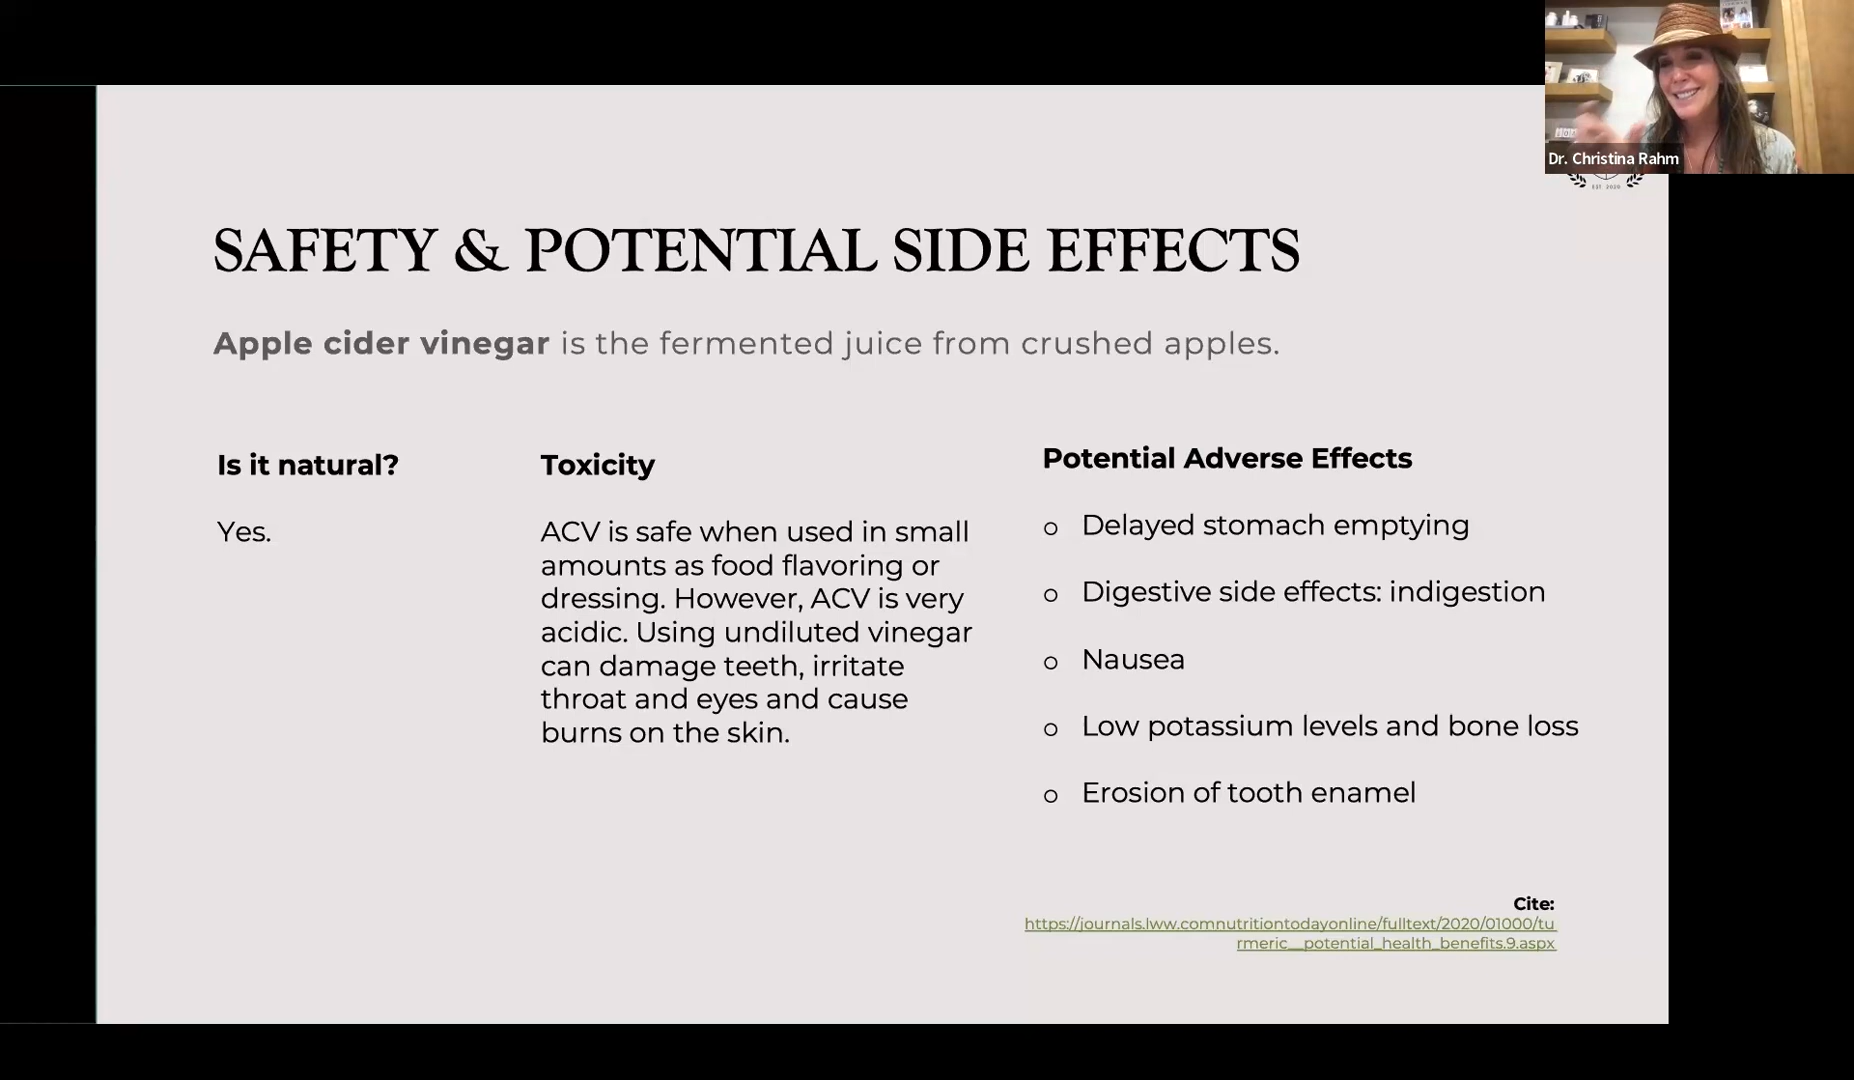 Dr. Christina Rahm
EST 2020
SAFETY & POTENTIAL SIDE EFFECTS
Apple cider vinegar is the fermented juice from crushed apples.
Is it natural?
Yes.
Toxicity
ACV is safe when used in small
amounts as food flavoring or
dressing. However, ACV is very
acidic. Using undiluted vinegar
can damage teeth, irritate
throat and eyes and cause
burns on the skin.
Potential Adverse Effects
o Delayed stomach emptying
o Digestive side effects: indigestion
o Nausea
o Low potassium levels and bone loss
o Erosion of tooth enamel
Cite:
https://journals.lww.comnutritiontodayonline/fulltext/2020/01000/tu
rmeric__potential_health_benefits.9.aspx